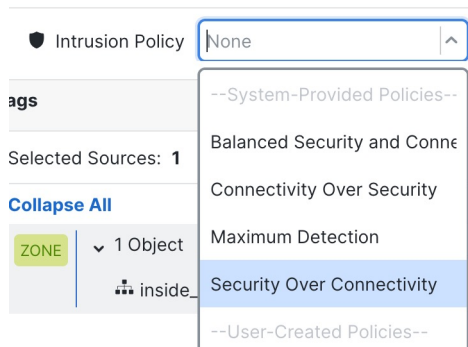 Intrusion Policy None
--System-Provided Policies--
ags
Balanced Security and Conne
Selected Sources: 1
Connectivity Over Security
Collapse All
Maximum Detection
ZONE 1 Object
inside_
Security Over Connectivity
--User-Created Policies--